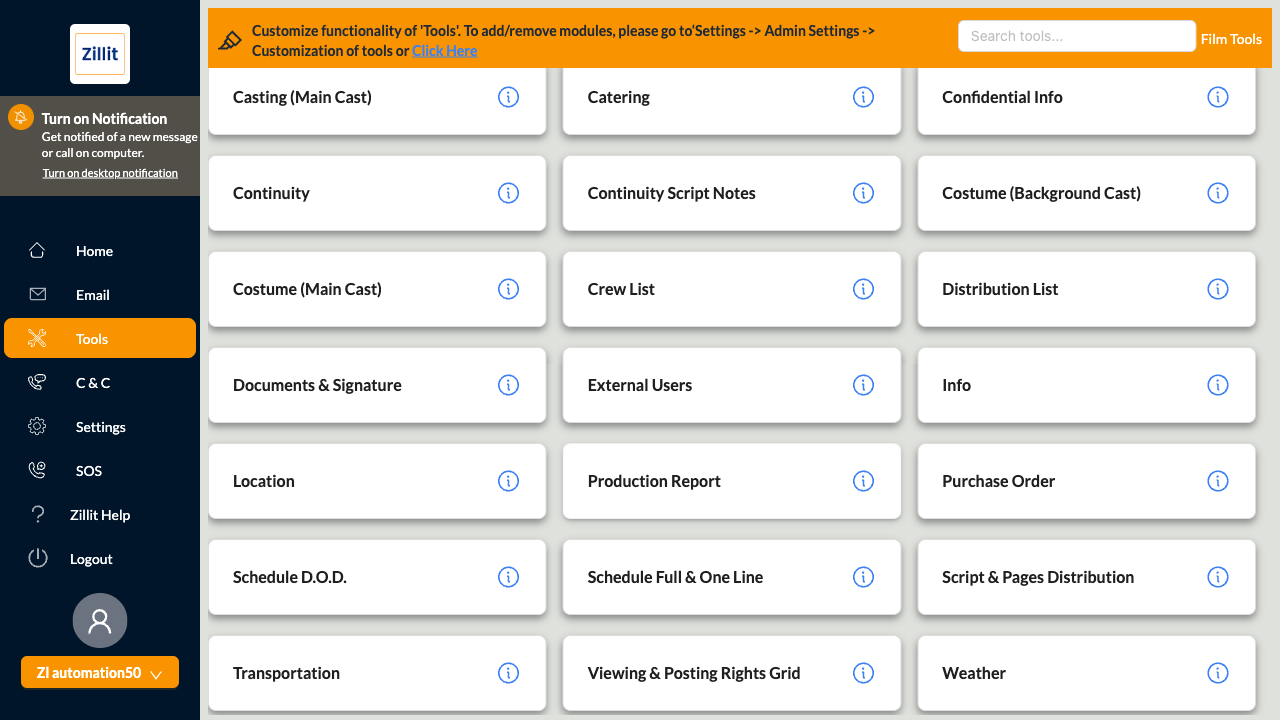 Zillit
Turn on Notification
Get notified of a new message
or call on computer.
Turn on desktop notification
Home
Email
Tools
C & C
Settings
SOS
Zillit Help
Logout
ZI automation50
Customize functionality of 'Tools'. To add/remove modules, please go to'Settings -> Admin Settings ->
Customization of tools or Click Here
Search tools...
Film Tools
Casting (Main Cast)
Catering
Confidential Info
Continuity
Continuity Script Notes
Costume (Background Cast)
Costume (Main Cast)
Crew List
Distribution List
Documents & Signature
External Users
Info
Location
Production Report
Purchase Order
Schedule D.O.D.
Schedule Full & One Line
Script & Pages Distribution
Transportation
Viewing & Posting Rights Grid
Weather